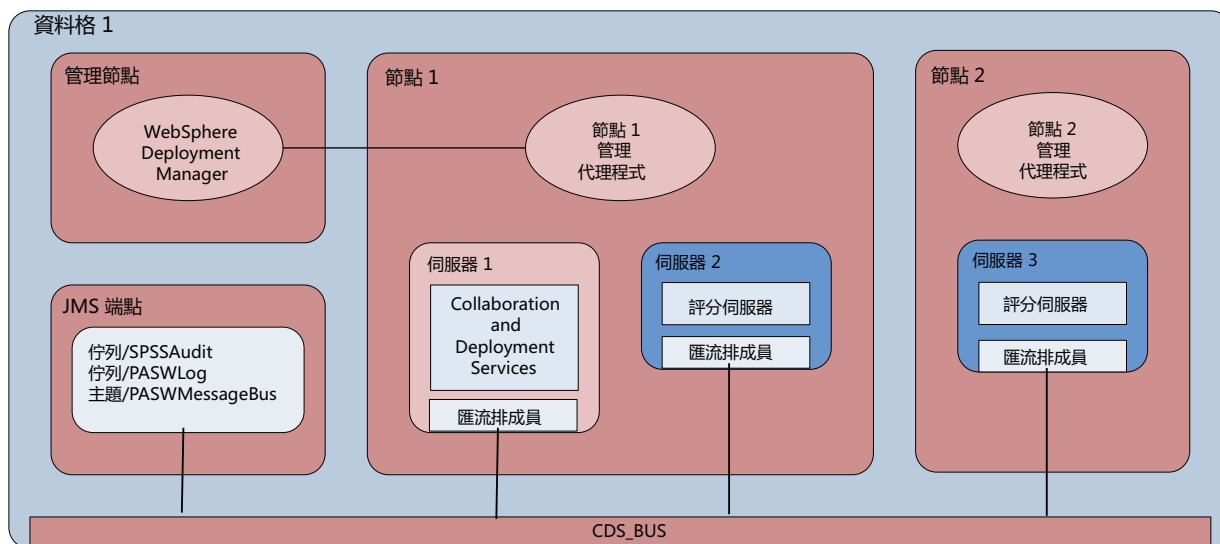 資料格 1
管理節點
WebSphere
Deployment
Manager
節點 1
節點 1
管理
代理程式
節點 2
節點 2
管理
代理程式
伺服器 1
Collaboration
and
Deployment
Services
匯流排成員
伺服器 2
評分伺服器
匯流排成員
伺服器 3
評分伺服器
匯流排成員
JMS 端點
佇列/SPSSAudit
佇列/PASWLog
主題/PASWMessageBus
CDS_BUS